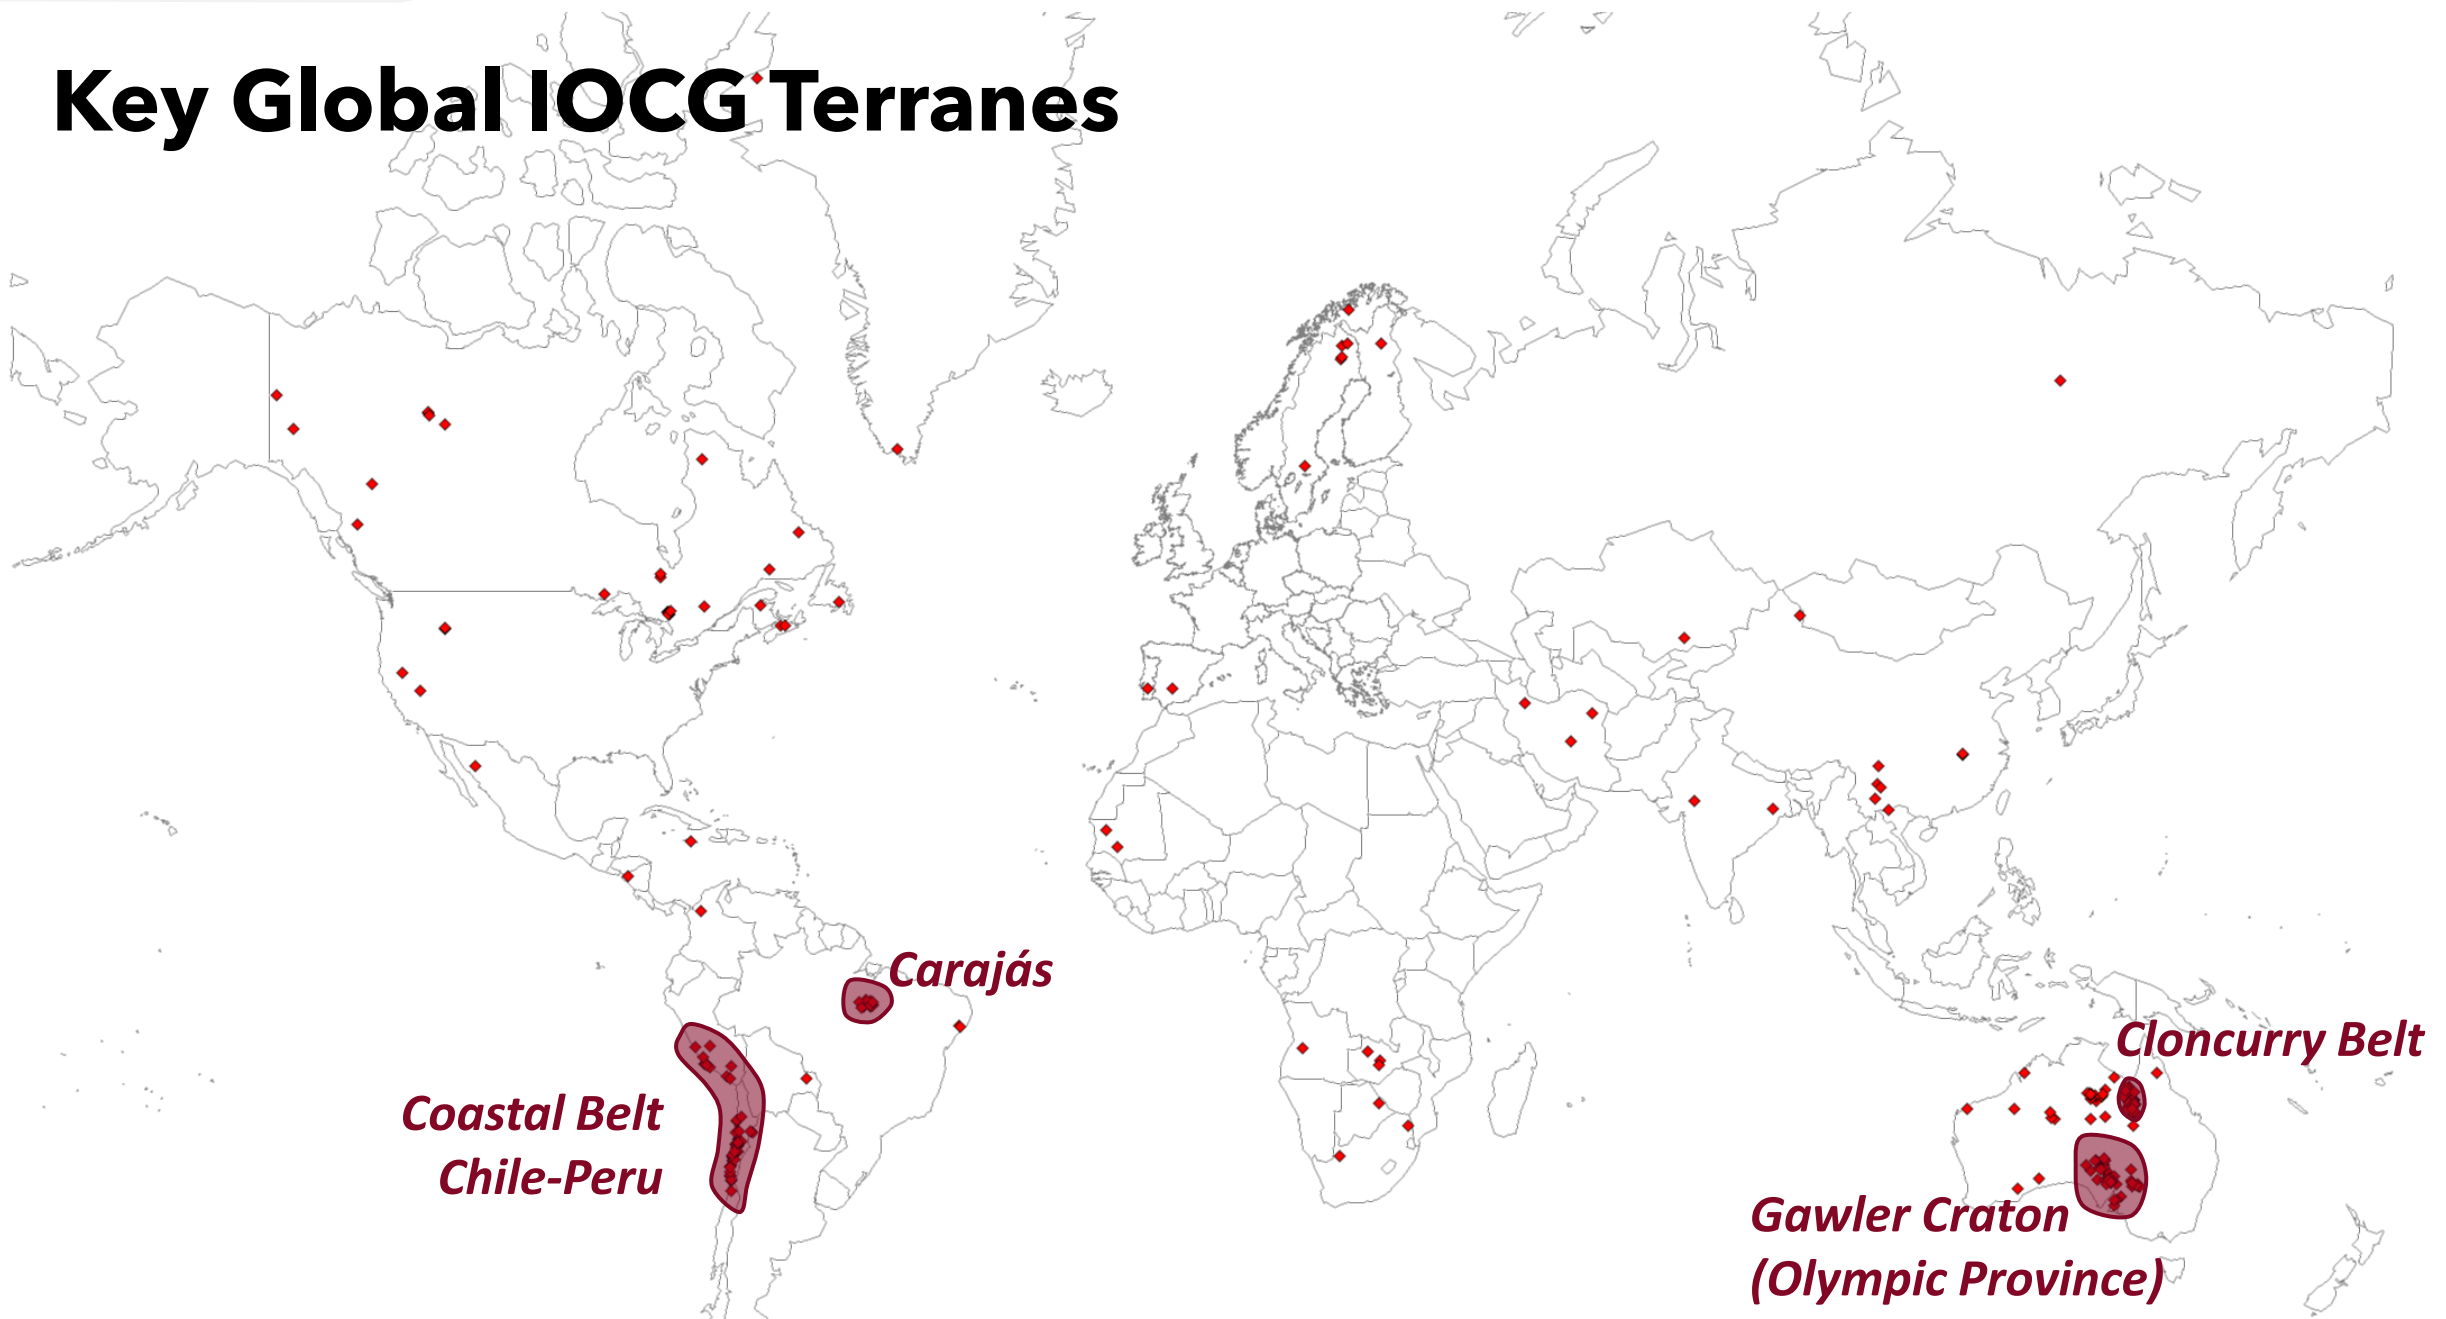 Key Global IOCG Terranes
Carajás
Cloncurry Belt
Coastal Belt
Chile-Peru
Gawler Craton
(Olympic Province)